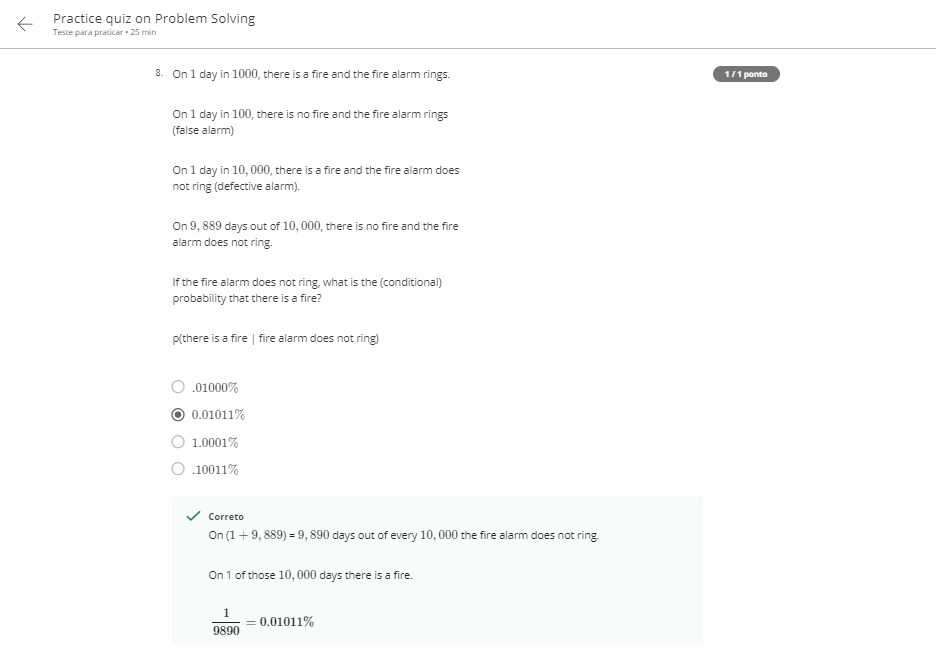 Practice quiz on Problem Solving
Teste para praticar • 25 min
8. On 1 day in 1000, there is a fire and the fire alarm rings.
1 / 1 ponto
On 1 day in 100, there is no fire and the fire alarm rings
(false alarm)
On 1 day in 10, 000, there is a fire and the fire alarm does
not ring (defective alarm).
On 9, 889 days out of 10, 000, there is no fire and the fire
alarm does not ring.
If the fire alarm does not ring, what is the (conditional)
probability that there is a fire?
p(there is a fire | fire alarm does not ring)
.01000%
0.01011%
1.0001%
.10011%
Correto
On (1 + 9, 889) = 9, 890 days out of every 10, 000 the fire alarm does not ring.
On 1 of those 10, 000 days there is a fire.
1
9890
= 0.01011%